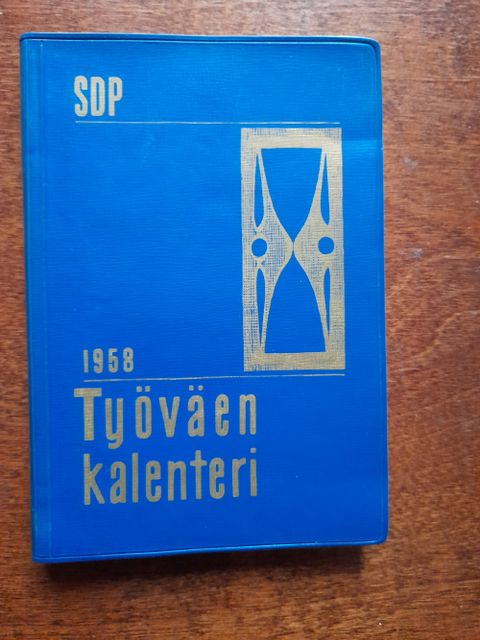 SDP
1958
Työväen
kalenteri